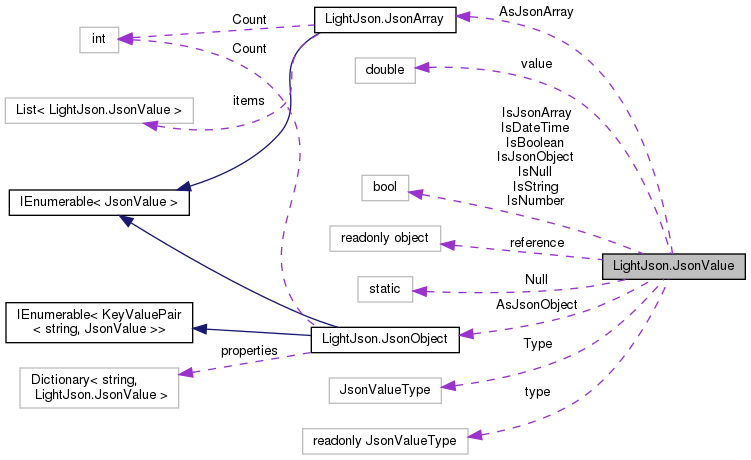 LightJson.JsonArray
AsJsonArray
Count
int
Count
value
double
List< LightJson.JsonValue >
items
IsJsonArray
IsDateTime
IsBoolean
IsJsonObject
IsNull
IsString
IsNumber
bool
IEnumerable< JsonValue >
readonly object
reference
LightJson.JsonValue
Null
static
AsJsonObject
IEnumerable< KeyValuePair
< string, JsonValue >>
LightJson.JsonObject
Type
properties
Dictionary< string,
LightJson.JsonValue >
JsonValueType
type
readonly JsonValueType